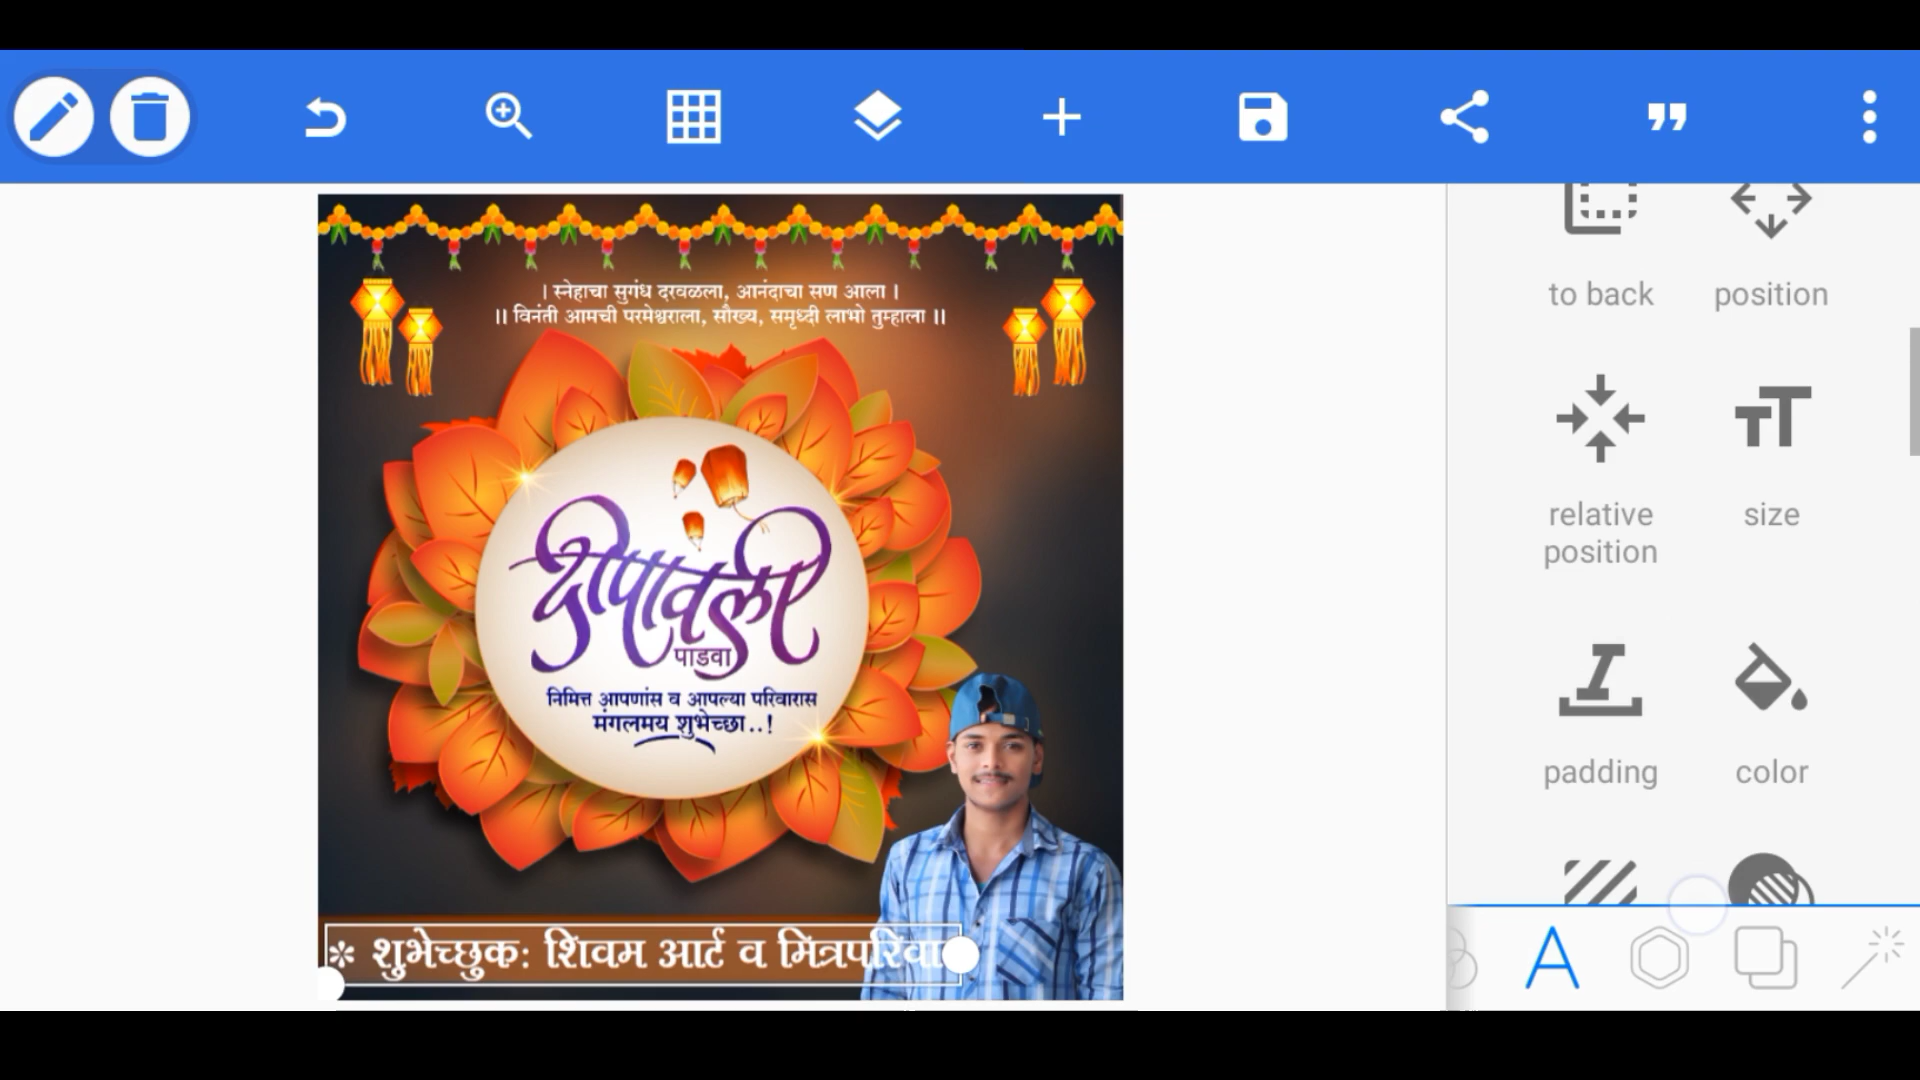 । स्नेहाचा सुगंध दरवळला, आनंदाचा सण आला ।
॥ विनंती आमची परमेश्वराला, सौख्य, समृध्दी लाभो तुम्हाला ॥
दीपावली
पाडवा
निमित्त आपणांस व आपल्या परिवारास
मंगलमय शुभेच्छा..!
* शुभेच्छुक: शिवम आर्ट व मित्रपरिवा
to back
position
relative
position
size
padding
color